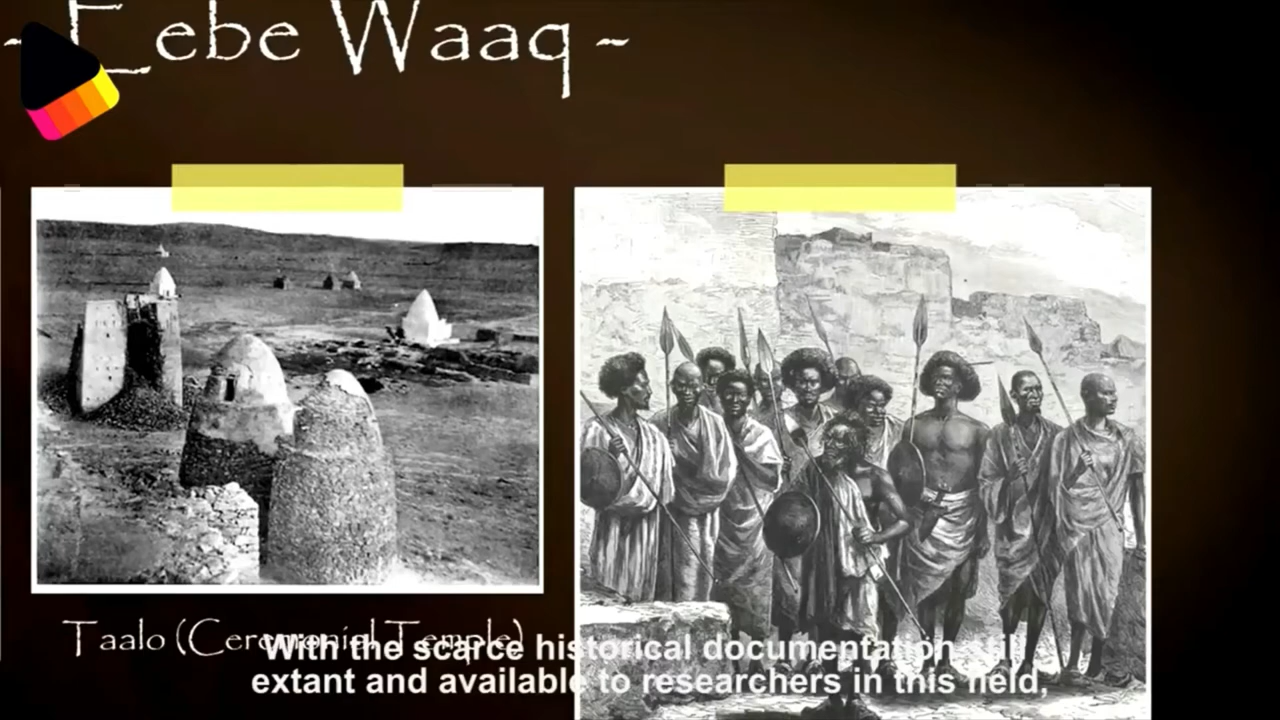 - Eebe Waaq -
Taalo (Ceremonial Temple)
With the scarce historical documentation still
extant and available to researchers in this field,